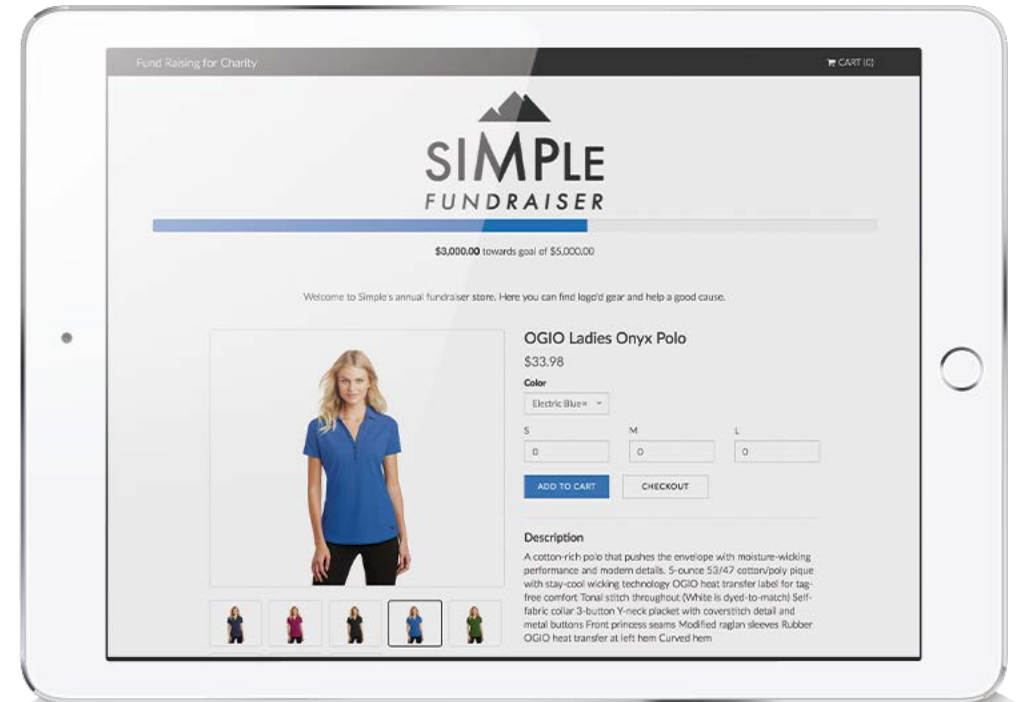 Fund Raising for Charity
CART (0)
SIMPLE
FUNDRAISER
$3,000.00 towards goal of $5,000.00
Welcome to Simple's annual fundraiser store. Here you can find logo'd gear and help a good cause.
OGIO Ladies Onyx Polo
$33.98
Color
Electric Blue×
S M L
0 0 0
ADD TO CART CHECKOUT
Description
A cotton-rich polo that pushes the envelope with moisture-wicking
performance and modern details. 5-ounce 53/47 cotton/poly pique
with stay-cool wicking technology OGIO heat transfer label for tag-
free comfort Tonal stitch throughout (White is dyed-to-match) Self-
fabric collar 3-button Y-neck placket with coverstitch detail and
metal buttons Front princess seams Modified raglan sleeves Rubber
OGIO heat transfer at left hem Curved hem